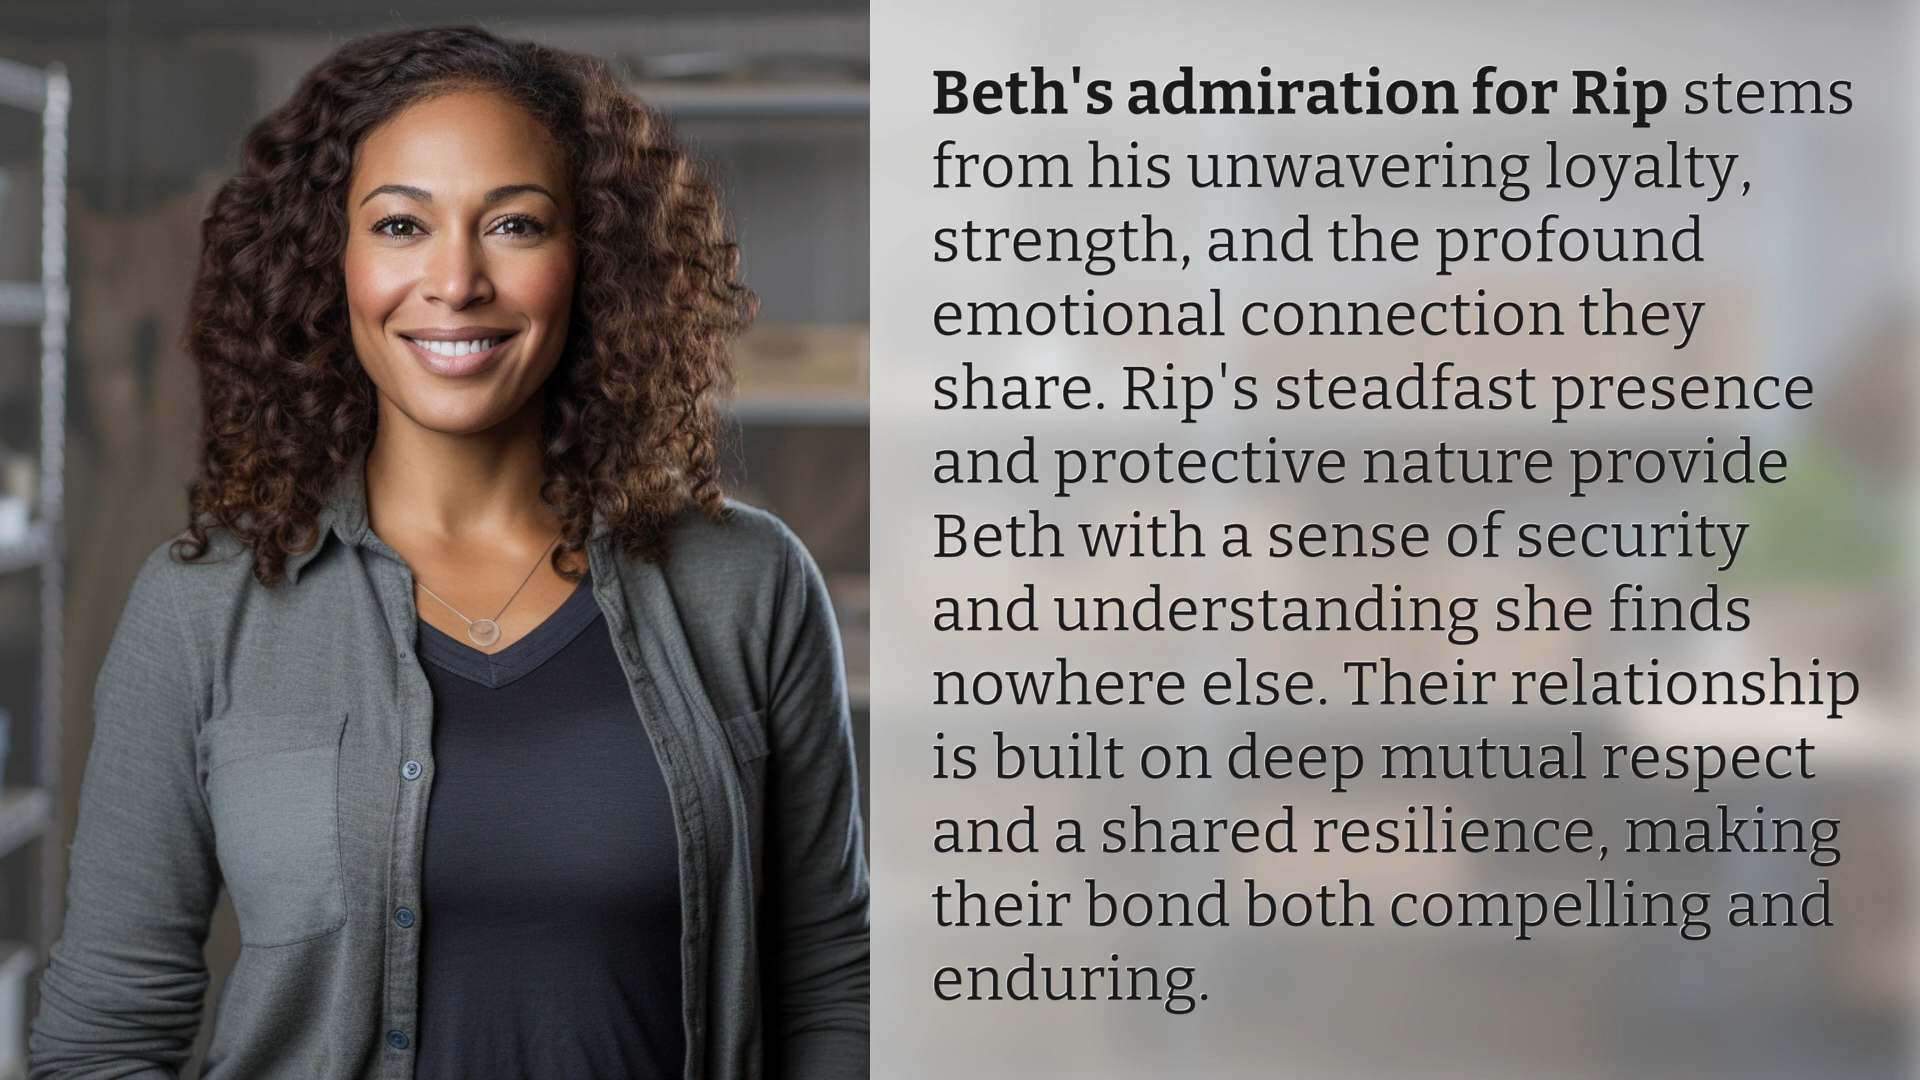 Beth's admiration for Rip stems
from his unwavering loyalty,
strength, and the profound
emotional connection they
share. Rip's steadfast presence
and protective nature provide
Beth with a sense of security
and understanding she finds
nowhere else. Their relationship
is built on deep mutual respect
and a shared resilience, making
their bond both compelling and
enduring.